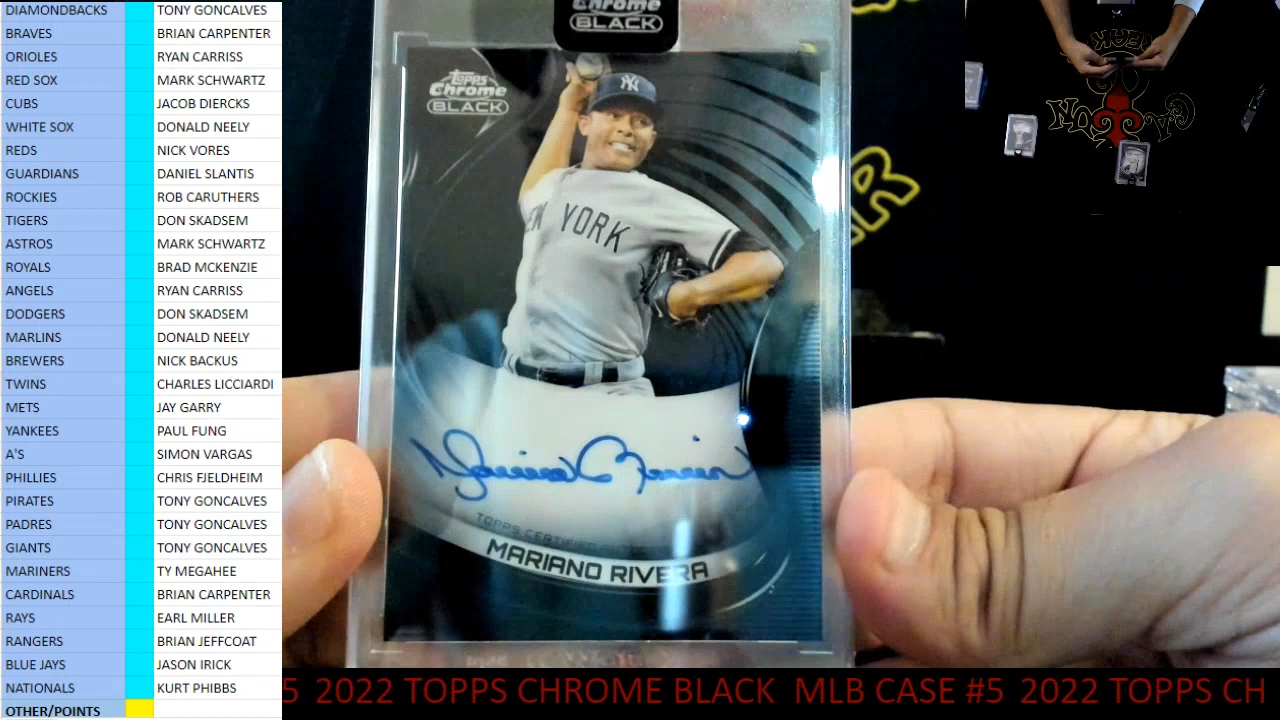 DIAMONDBACKS TONY GONCALVES
BRAVES BRIAN CARPENTER
ORIOLES RYAN CARRISS
RED SOX MARK SCHWARTZ
CUBS JACOB DIERCKS
WHITE SOX DONALD NEELY
REDS NICK VORES
GUARDIANS DANIEL SLANTIS
ROCKIES ROB CARUTHERS
TIGERS DON SKADSEM
ASTROS MARK SCHWARTZ
ROYALS BRAD MCKENZIE
ANGELS RYAN CARRISS
DODGERS DON SKADSEM
MARLINS DONALD NEELY
BREWERS NICK BACKUS
TWINS CHARLES LICCIARDI
METS JAY GARRY
YANKEES PAUL FUNG
A'S SIMON VARGAS
PHILLIES CHRIS FJELDHEIM
PIRATES TONY GONCALVES
PADRES TONY GONCALVES
GIANTS TONY GONCALVES
MARINERS TY MEGAHEE
CARDINALS BRIAN CARPENTER
RAYS EARL MILLER
RANGERS BRIAN JEFFCOAT
BLUE JAYS JASON IRICK
NATIONALS KURT PHIBBS
OTHER/POINTS
Chrome
BLACK
Topps
Chrome
BLACK
NY
NEW YORK
Mariano Rivera
TOPPS CERTIFIED
MARIANO RIVERA
5 2022 TOPPS CHROME BLACK MLB CASE #5 2022 TOPPS CH